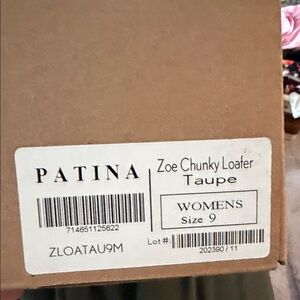 PATINA
714651125622
ZLOATAU9M
Zoe Chunky Loafer
Taupe
WOMENS
Size 9
Lot #:
202390 / 11